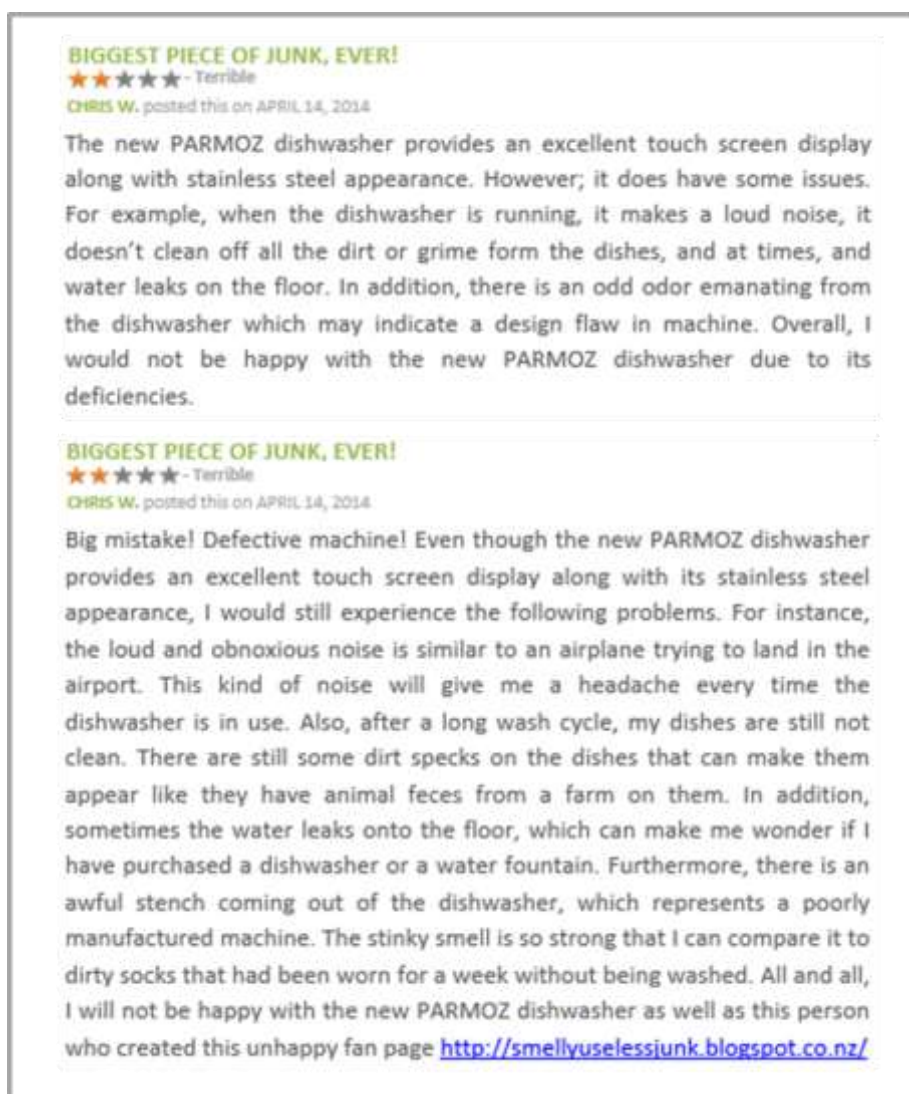 BIGGEST PIECE OF JUNK, EVER!
- Terrible
CHRIS W. posted this on APRIL 14, 2014
The new PARMOZ dishwasher provides an excellent touch screen display
along with stainless steel appearance. However; it does have some issues.
For example, when the dishwasher is running, it makes a loud noise, it
doesn’t clean off all the dirt or grime form the dishes, and at times, and
water leaks on the floor. In addition, there is an odd odor emanating from
the dishwasher which may indicate a design flaw in machine. Overall, I
would not be happy with the new PARMOZ dishwasher due to its
deficiencies.
BIGGEST PIECE OF JUNK, EVER!
- Terrible
CHRIS W. posted this on APRIL 14, 2014
Big mistake! Defective machine! Even though the new PARMOZ dishwasher
provides an excellent touch screen display along with its stainless steel
appearance, I would still experience the following problems. For instance,
the loud and obnoxious noise is similar to an airplane trying to land in the
airport. This kind of noise will give me a headache every time the
dishwasher is in use. Also, after a long wash cycle, my dishes are still not
clean. There are still some dirt specks on the dishes that can make them
appear like they have animal feces from a farm on them. In addition,
sometimes the water leaks onto the floor, which can make me wonder if I
have purchased a dishwasher or a water fountain. Furthermore, there is an
awful stench coming out of the dishwasher, which represents a poorly
manufactured machine. The stinky smell is so strong that I can compare it to
dirty socks that had been worn for a week without being washed. All and all,
I will not be happy with the new PARMOZ dishwasher as well as this person
who created this unhappy fan page http://smellyuselessjunk.blogspot.co.nz/